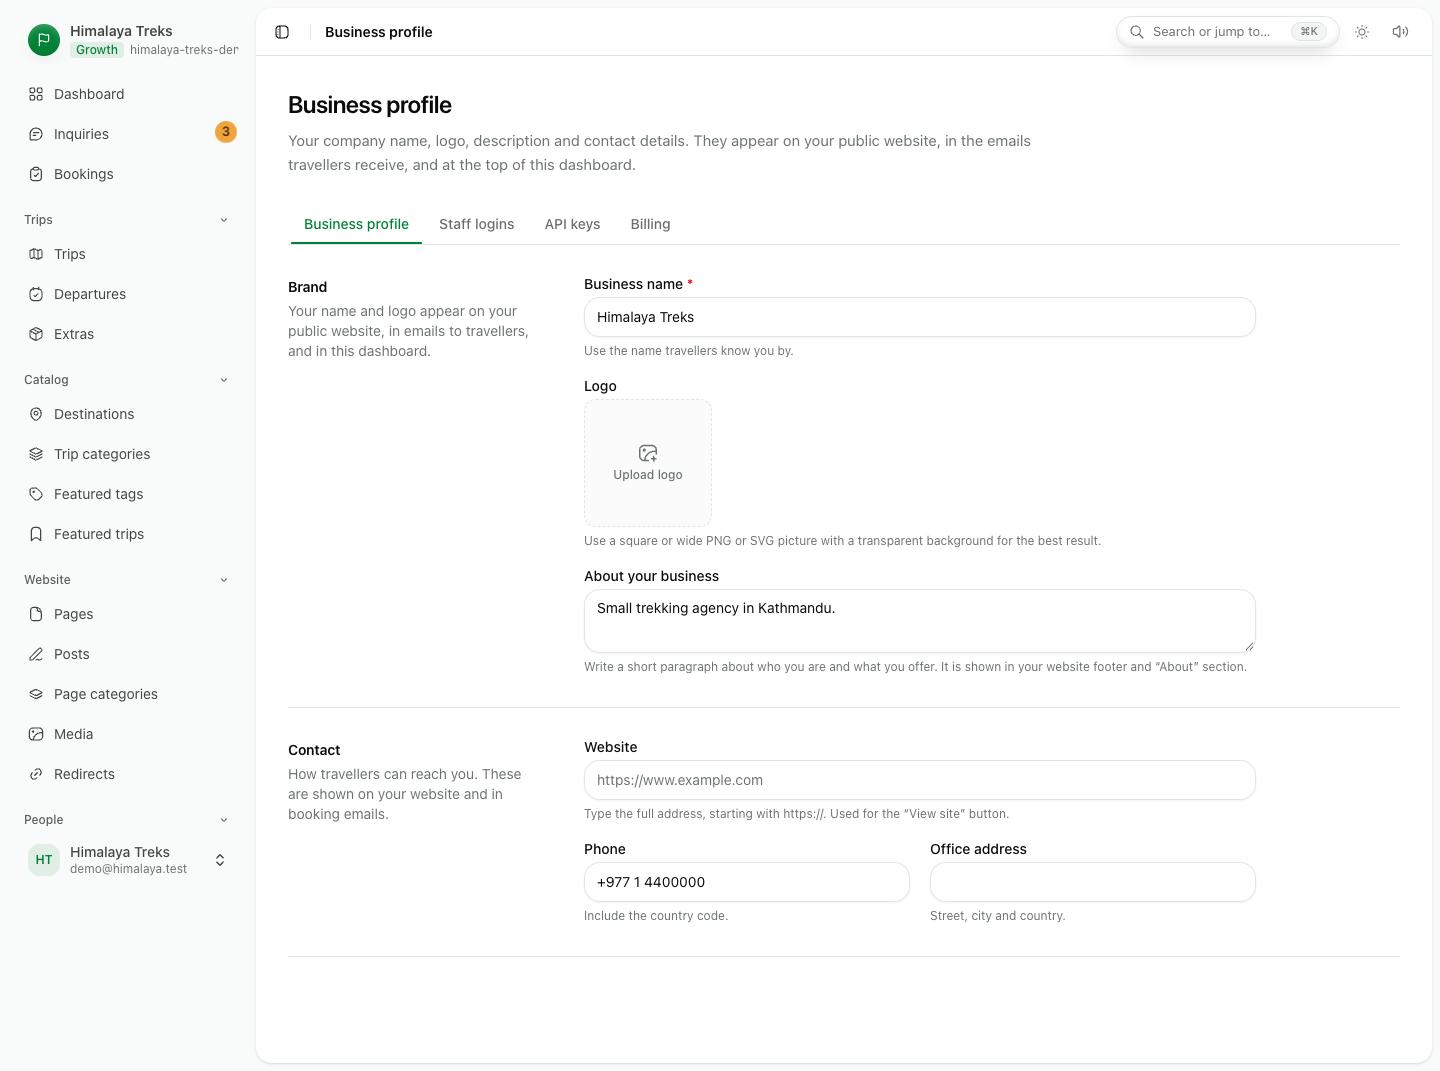 Himalaya Treks
Growth himalaya-treks-der
Dashboard
Inquiries 3
Bookings
Trips
Trips
Departures
Extras
Catalog
Destinations
Trip categories
Featured tags
Featured trips
Website
Pages
Posts
Page categories
Media
Redirects
People
HT
Himalaya Treks
demo@himalaya.test
Business profile
Search or jump to... ⌘K
Business profile
Your company name, logo, description and contact details. They appear on your public website, in the emails
travellers receive, and at the top of this dashboard.
Business profile Staff logins API keys Billing
Brand
Your name and logo appear on your
public website, in emails to travellers,
and in this dashboard.
Business name *
Himalaya Treks
Use the name travellers know you by.
Logo
Upload logo
Use a square or wide PNG or SVG picture with a transparent background for the best result.
About your business
Small trekking agency in Kathmandu.
Write a short paragraph about who you are and what you offer. It is shown in your website footer and “About” section.
Contact
How travellers can reach you. These
are shown on your website and in
booking emails.
Website
https://www.example.com
Type the full address, starting with https://. Used for the “View site” button.
Phone
+977 1 4400000
Include the country code.
Office address
Street, city and country.